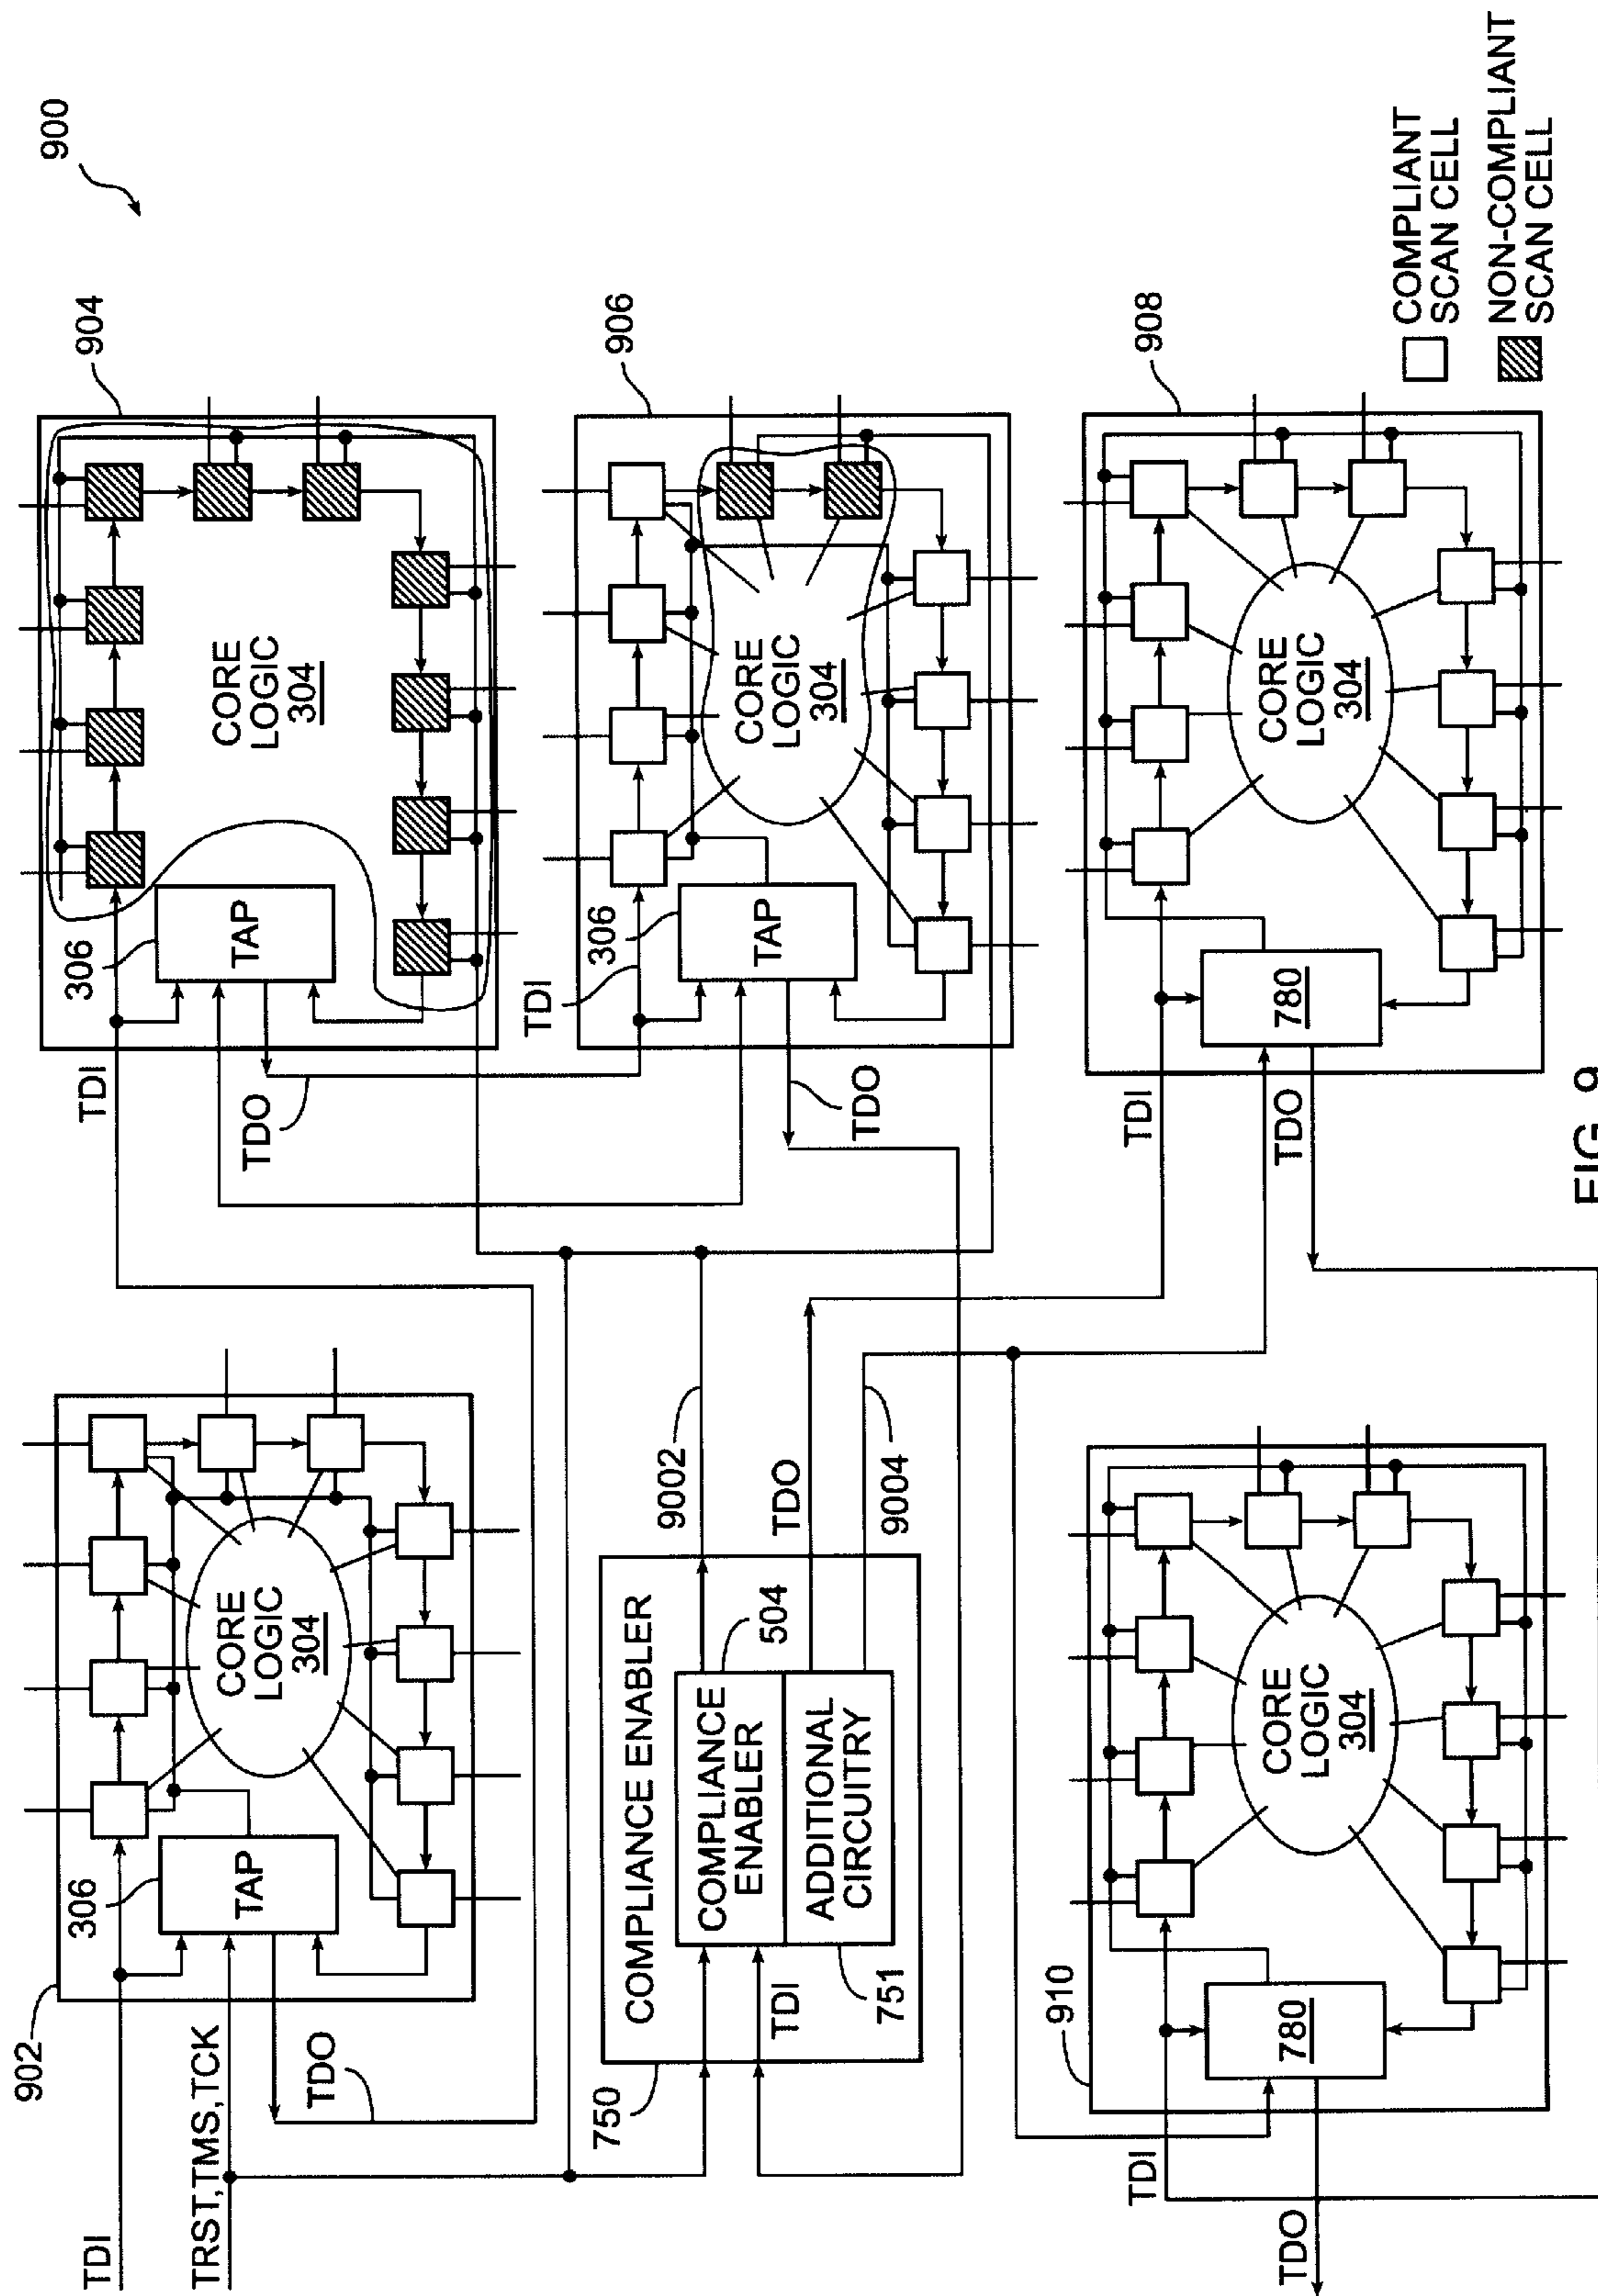 900
902
TDI
TRST,TMS,TCK
306
TAP
CORE
LOGIC
304
TDO
904
TDI
306
TAP
CORE
LOGIC
304
TDO
906
TDI
306
TAP
CORE
LOGIC
304
TDO
750
COMPLIANCE ENABLER
TDI
COMPLIANCE
ENABLER
504
ADDITIONAL
CIRCUITRY
751
9002
TDO
9004
908
TDI
780
CORE
LOGIC
304
TDO
910
TDI
780
CORE
LOGIC
304
TDO
COMPLIANT
SCAN CELL
NON-COMPLIANT
SCAN CELL
FIG. 9